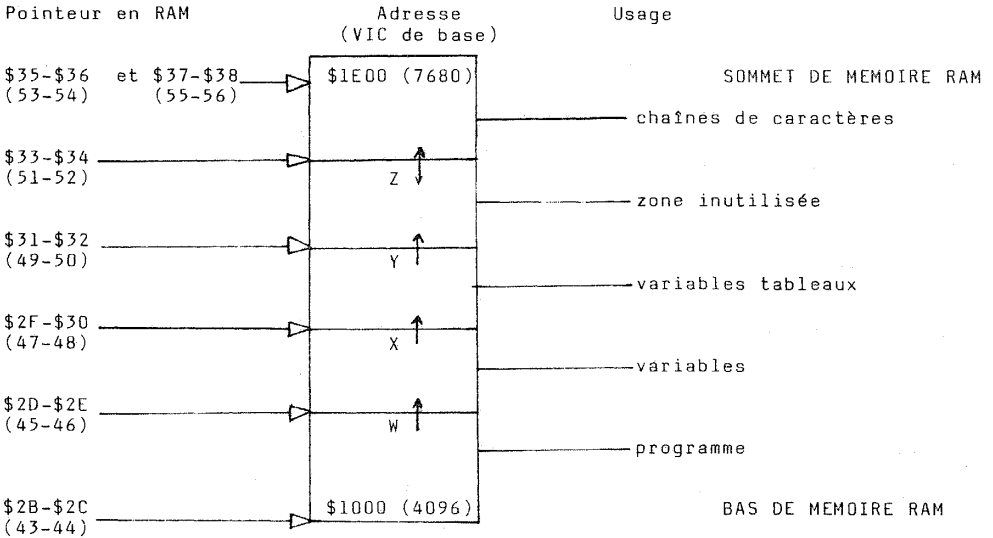 Pointeur en RAM Adresse Usage
(VIC de base)
$35-$36 et $37-$38 $1E00 (7680) SOMMET DE MEMOIRE RAM
(53-54) (55-56)
chaînes de caractères
$33-$34
(51-52) Z
zone inutilisée
$31-$32
(49-50) Y
variables tableaux
$2F-$30
(47-48) X
variables
$2D-$2E
(45-46) W
programme
$2B-$2C $1000 (4096) BAS DE MEMOIRE RAM
(43-44)